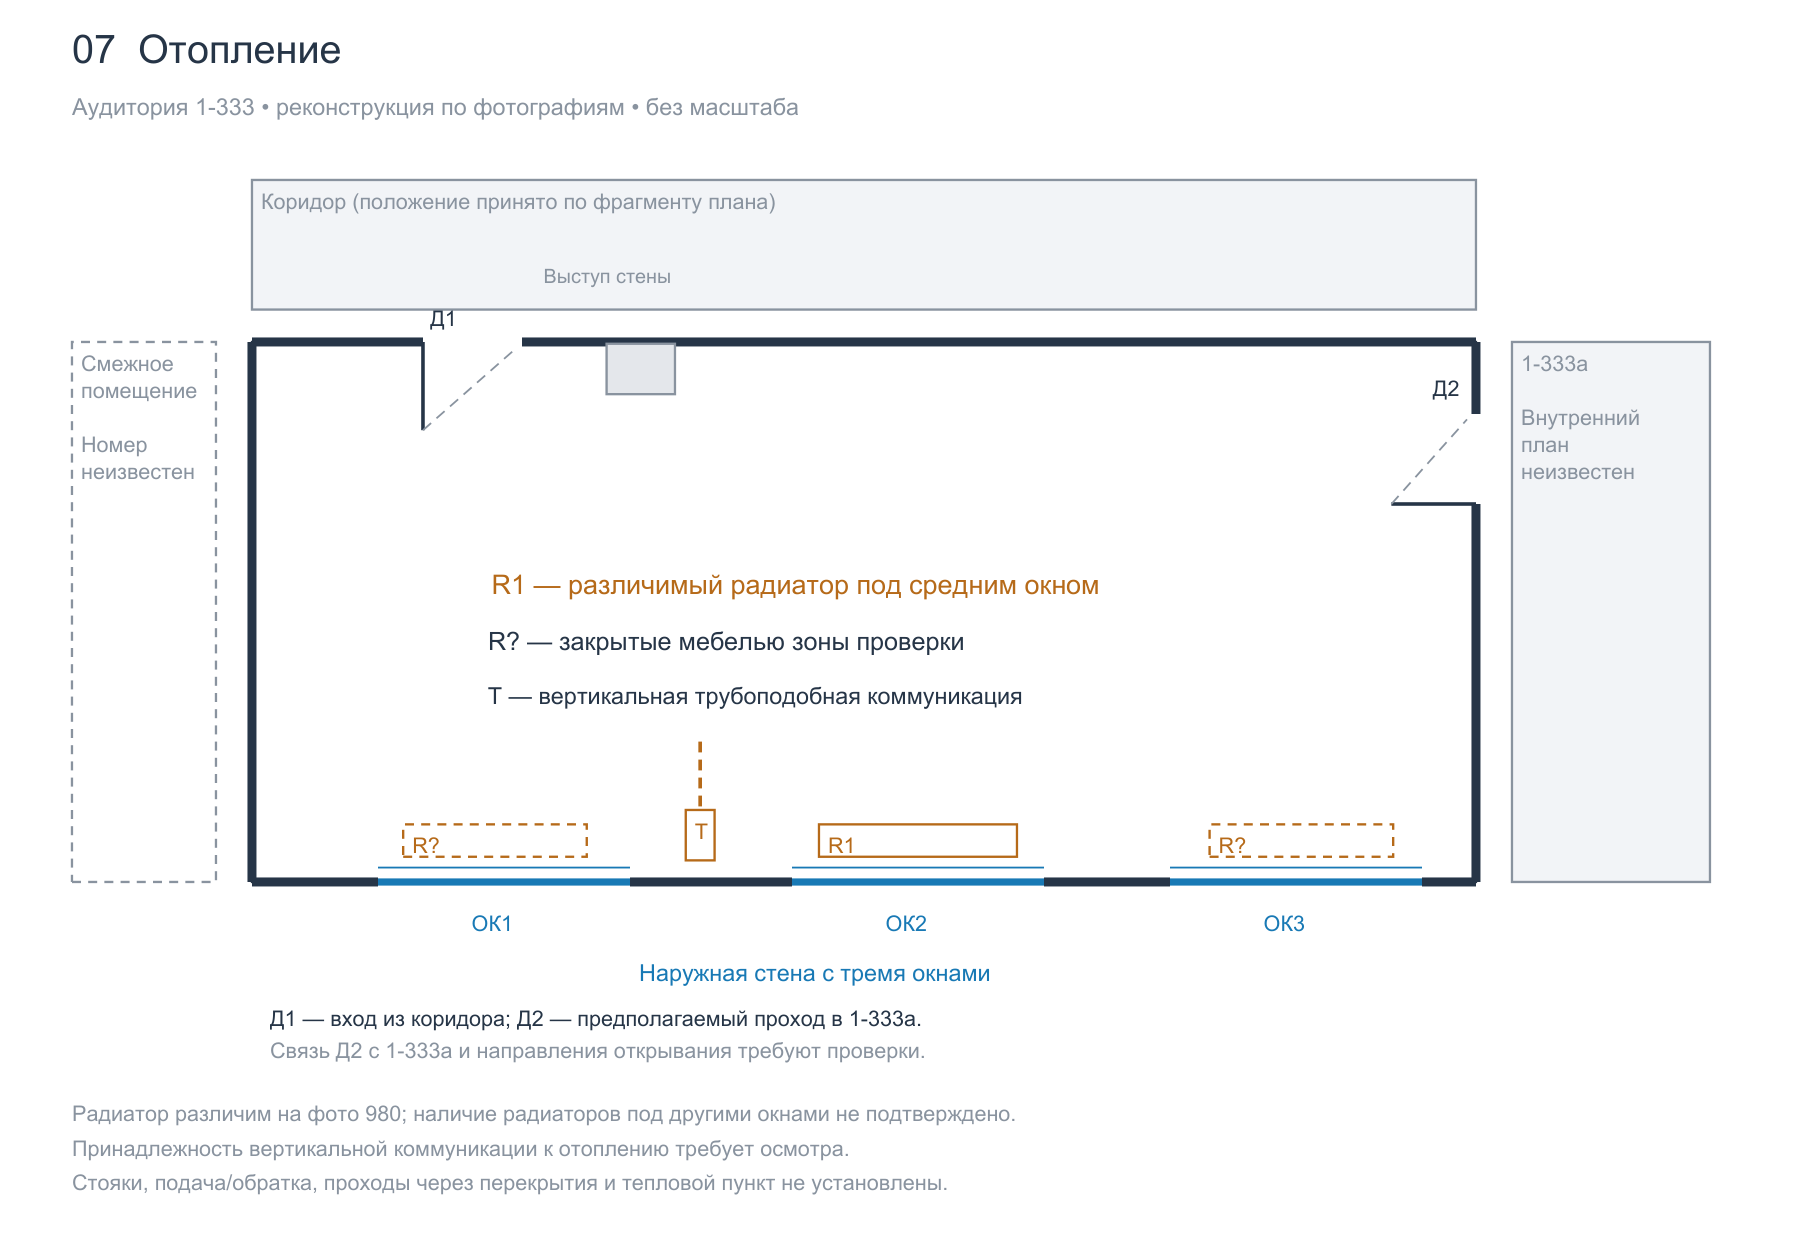 07 Отопление
Аудитория 1-333 • реконструкция по фотографиям • без масштаба
Коридор (положение принято по фрагменту плана)
Выступ стены
Д1
Смежное
помещение
Номер
неизвестен
Д2
1-333а
Внутренний
план
неизвестен
R1 — различимый радиатор под средним окном
R? — закрытые мебелью зоны проверки
Т — вертикальная трубоподобная коммуникация
R?
Т
R1
R?
ОК1
ОК2
ОК3
Наружная стена с тремя окнами
Д1 — вход из коридора; Д2 — предполагаемый проход в 1-333а.
Связь Д2 с 1-333а и направления открывания требуют проверки.
Радиатор различим на фото 980; наличие радиаторов под другими окнами не подтверждено.
Принадлежность вертикальной коммуникации к отоплению требует осмотра.
Стояки, подача/обратка, проходы через перекрытия и тепловой пункт не установлены.